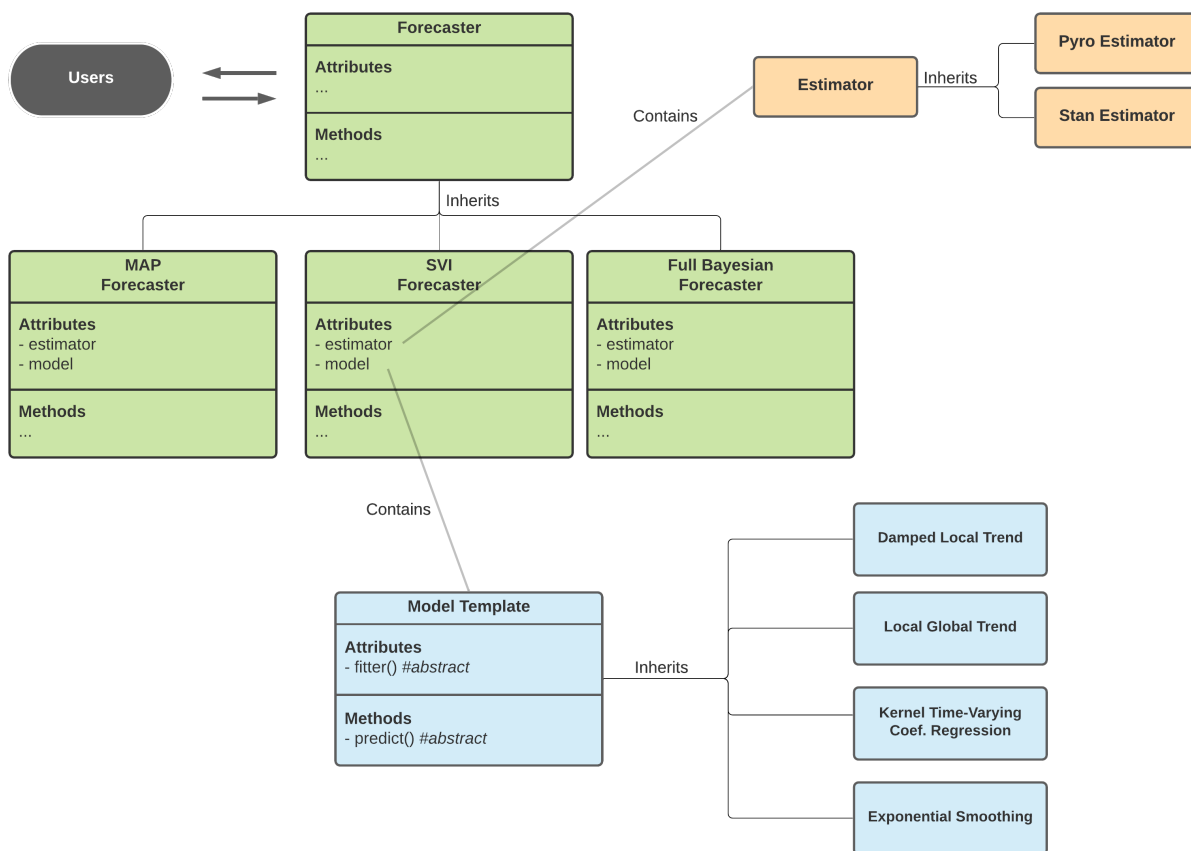 Users
Forecaster
Attributes
...
Methods
...
Inherits
Contains
Estimator
Inherits
Pyro Estimator
Stan Estimator
MAP
Forecaster
Attributes
- estimator
- model
Methods
...
SVI
Forecaster
Attributes
- estimator
- model
Methods
...
Full Bayesian
Forecaster
Attributes
- estimator
- model
Methods
...
Contains
Model Template
Attributes
- fitter() #abstract
Methods
- predict() #abstract
Inherits
Damped Local Trend
Local Global Trend
Kernel Time-Varying
Coef. Regression
Exponential Smoothing